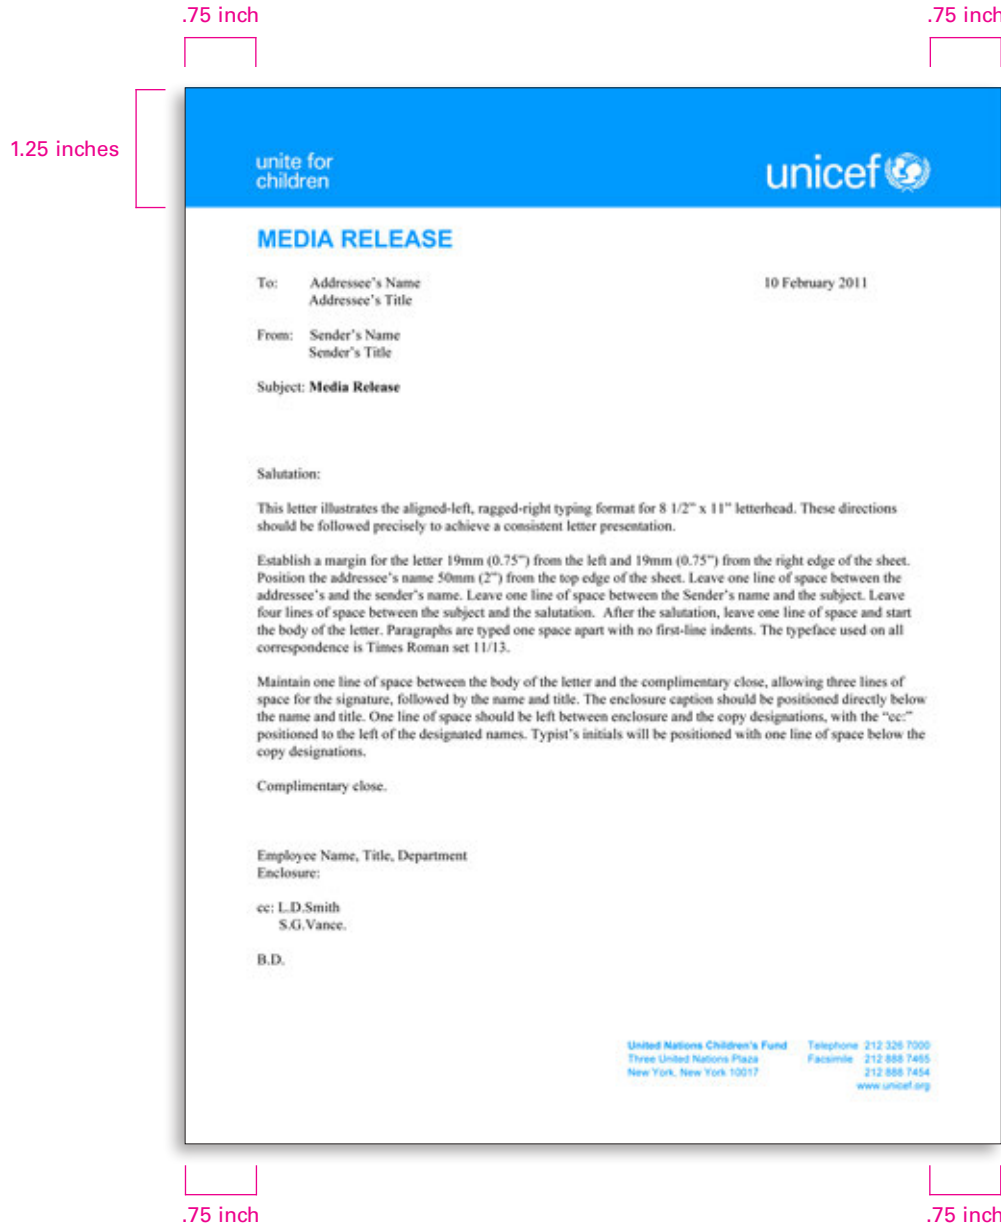 .75 inch .75 inch
1.25 inches
unite for
children
unicef
MEDIA RELEASE
To: Addressee's Name 10 February 2011
Addressee's Title
From: Sender's Name
Sender's Title
Subject: Media Release
Salutation:
This letter illustrates the aligned-left, ragged-right typing format for 8 1/2" x 11" letterhead. These directions
should be followed precisely to achieve a consistent letter presentation.
Establish a margin for the letter 19mm (0.75") from the left and 19mm (0.75") from the right edge of the sheet.
Position the addressee's name 50mm (2") from the top edge of the sheet. Leave one line of space between the
addressee's and the sender's name. Leave one line of space between the Sender's name and the subject. Leave
four lines of space between the subject and the salutation. After the salutation, leave one line of space and start
the body of the letter. Paragraphs are typed one space apart with no first-line indents. The typeface used on all
correspondence is Times Roman set 11/13.
Maintain one line of space between the body of the letter and the complimentary close, allowing three lines of
space for the signature, followed by the name and title. The enclosure caption should be positioned directly below
the name and title. One line of space should be left between enclosure and the copy designations, with the "cc:"
positioned to the left of the designated names. Typist's initials will be positioned with one line of space below the
copy designations.
Complimentary close.
Employee Name, Title, Department
Enclosure:
cc: L.D.Smith
S.G.Vance.
B.D.
United Nations Children's Fund Telephone 212 326 7000
Three United Nations Plaza Facsimile 212 888 7465
New York, New York 10017 212 888 7454
www.unicef.org
.75 inch .75 inch